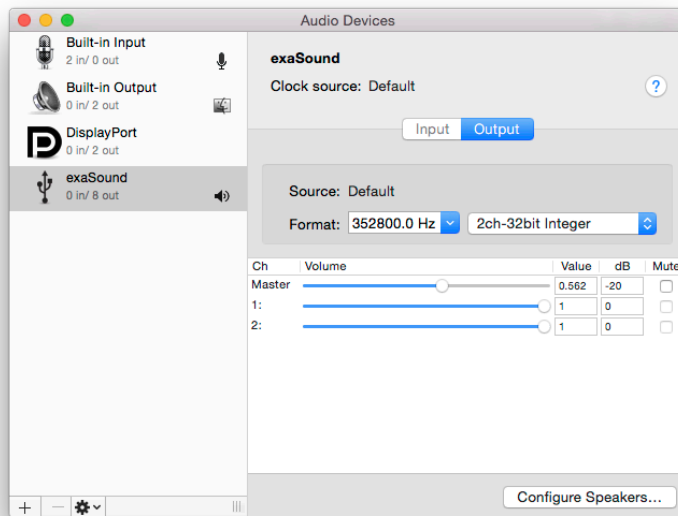 Audio Devices
Built-in Input
2 in/ 0 out
Built-in Output
0 in/ 2 out
DisplayPort
0 in/ 2 out
exaSound
0 in/ 8 out
exaSound
Clock source: Default
?
Input Output
Source: Default
Format: 352800.0 Hz 2ch-32bit Integer
Ch Volume Value dB Mute
Master 0.562 -20
1: 1 0
2: 1 0
Configure Speakers...